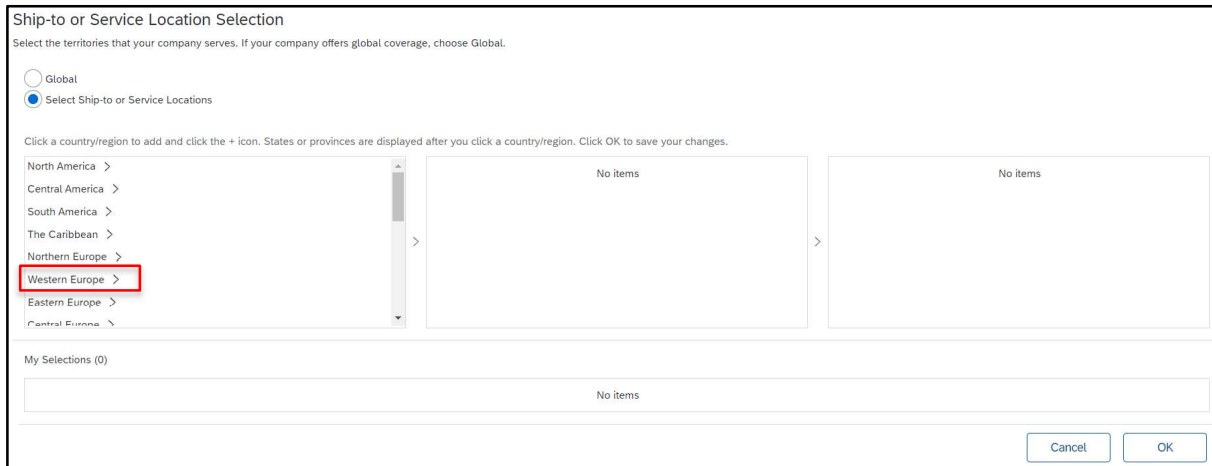 Ship-to or Service Location Selection
Select the territories that your company serves. If your company offers global coverage, choose Global.
Global
Select Ship-to or Service Locations
Click a country/region to add and click the + icon. States or provinces are displayed after you click a country/region. Click OK to save your changes.
North America >
Central America >
South America >
The Caribbean >
Northern Europe >
Western Europe >
Eastern Europe >
Central Europe >
>
No items
>
No items
My Selections (0)
No items
Cancel
OK